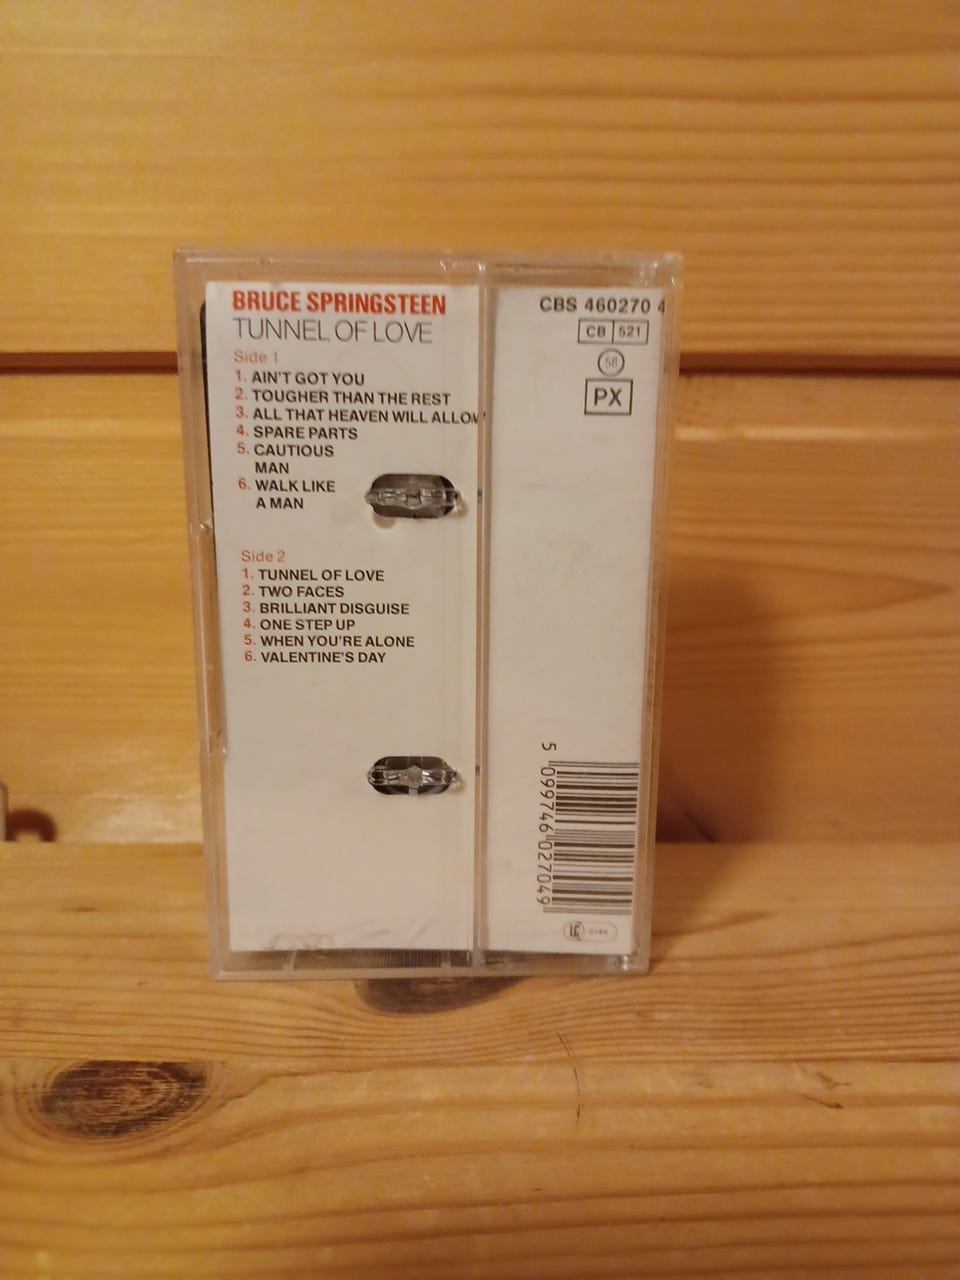 BRUCE SPRINGSTEEN
TUNNEL OF LOVE
Side 1
1. AIN'T GOT YOU
2. TOUGHER THAN THE REST
3. ALL THAT HEAVEN WILL ALLOW
4. SPARE PARTS
5. CAUTIOUS
MAN
6. WALK LIKE
A MAN
Side 2
1. TUNNEL OF LOVE
2. TWO FACES
3. BRILLIANT DISGUISE
4. ONE STEP UP
5. WHEN YOU'RE ALONE
6. VALENTINE'S DAY
CBS 460270 4
CB 521
58
PX
5 099746 027049
LC